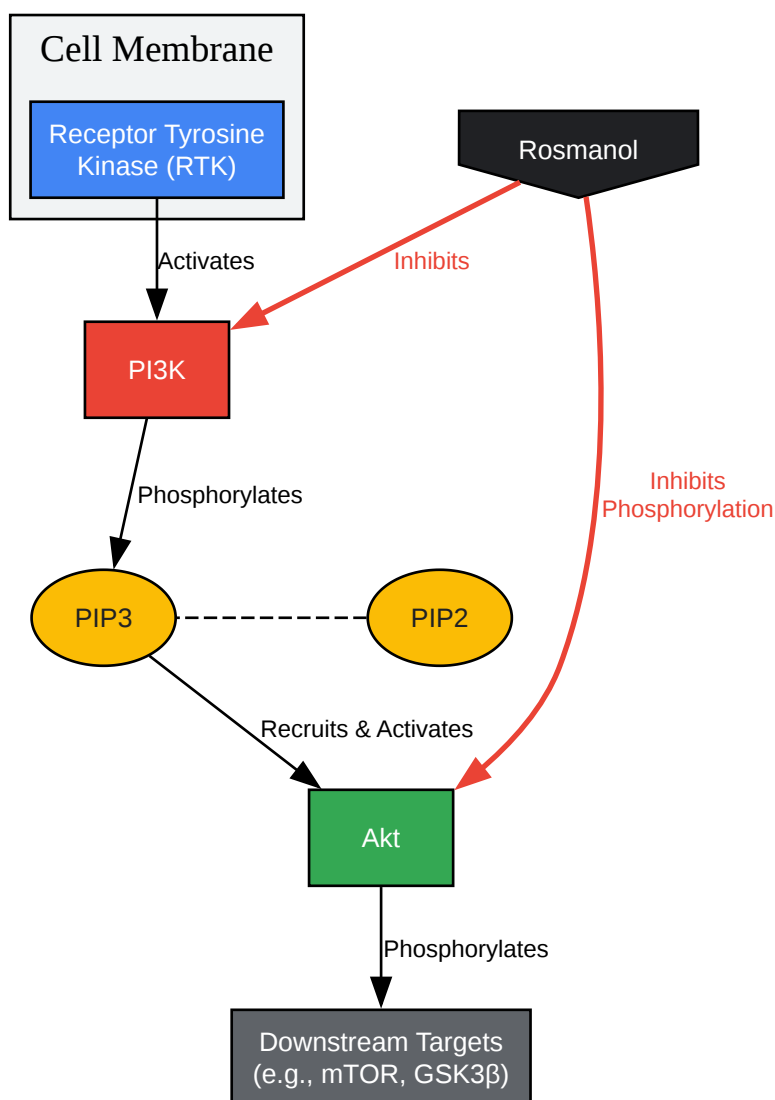 Cell Membrane
Receptor Tyrosine
Kinase (RTK)
Rosmanol
Activates
Inhibits
PI3K
Phosphorylates
Inhibits
Phosphorylation
PIP3
PIP2
Recruits & Activates
Akt
Phosphorylates
Downstream Targets
(e.g., mTOR, GSK3β)